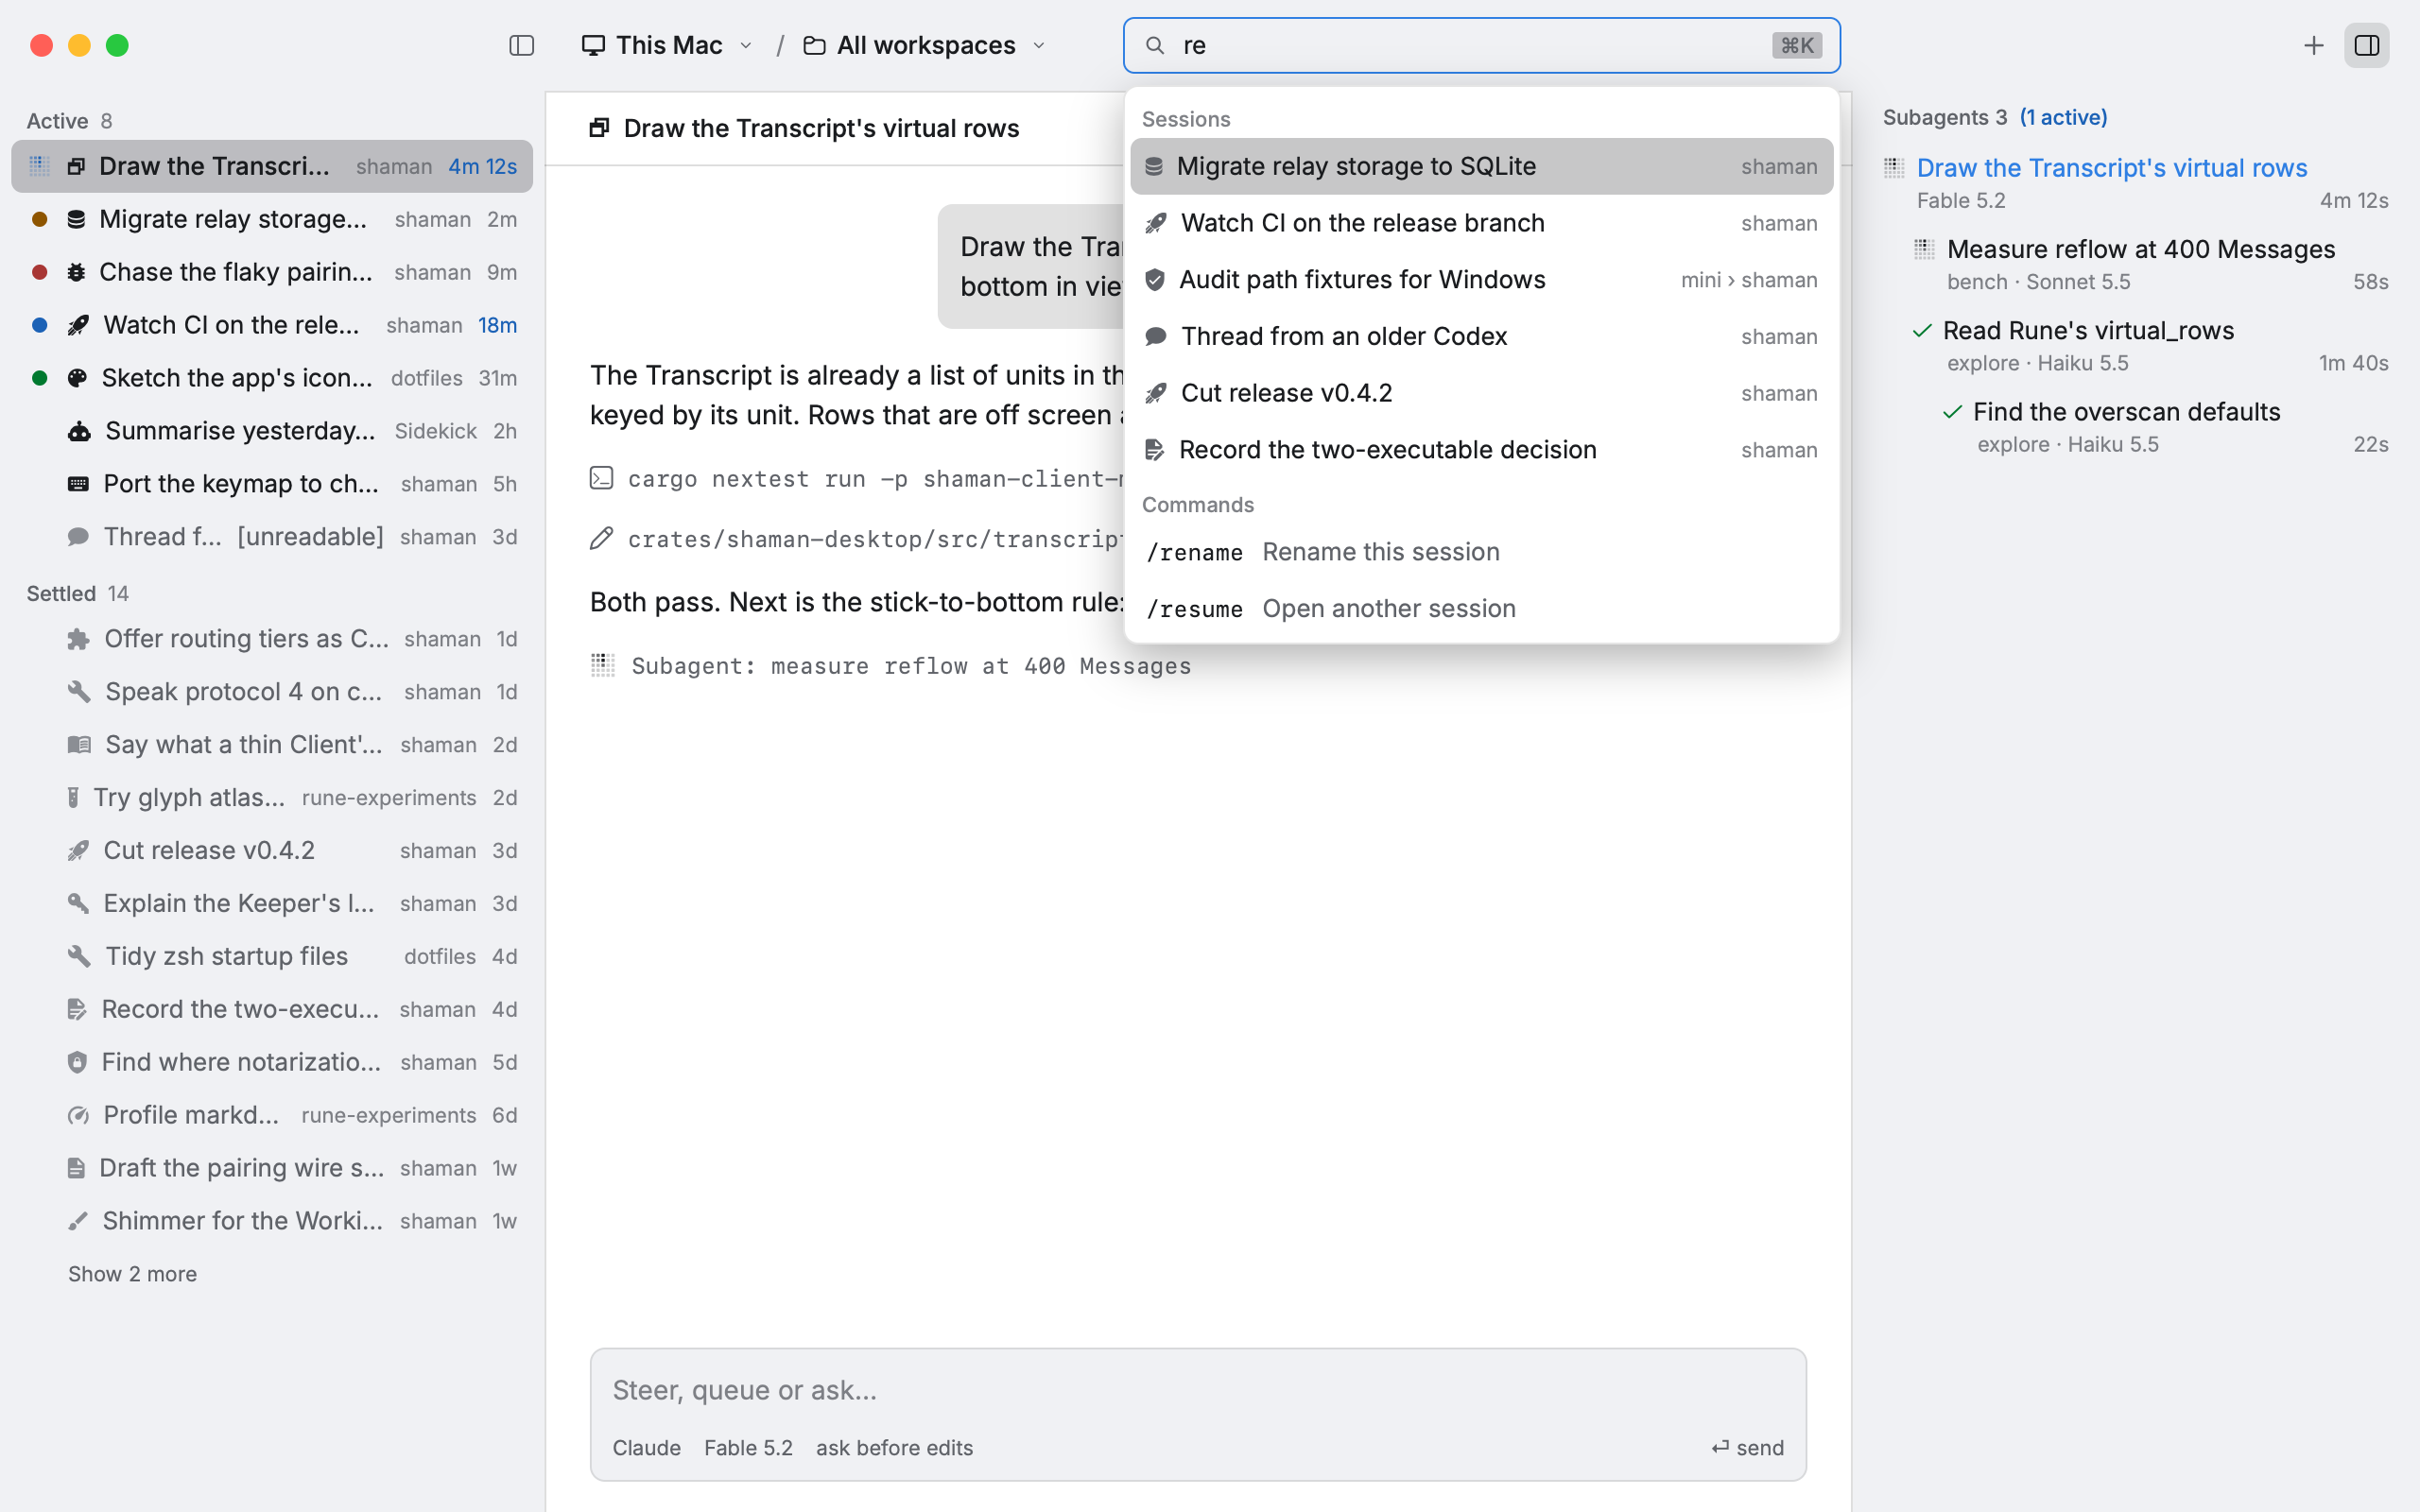 This Mac / All workspaces
re ⌘K
Active 8
Draw the Transcri... shaman 4m 12s
Migrate relay storage... shaman 2m
Chase the flaky pairin... shaman 9m
Watch CI on the rele... shaman 18m
Sketch the app's icon... dotfiles 31m
Summarise yesterday... Sidekick 2h
Port the keymap to ch... shaman 5h
Thread f... [unreadable] shaman 3d
Settled 14
Offer routing tiers as C... shaman 1d
Speak protocol 4 on c... shaman 1d
Say what a thin Client'... shaman 2d
Try glyph atlas... rune-experiments 2d
Cut release v0.4.2 shaman 3d
Explain the Keeper's l... shaman 3d
Tidy zsh startup files dotfiles 4d
Record the two-execu... shaman 4d
Find where notarizatio... shaman 5d
Profile markd... rune-experiments 6d
Draft the pairing wire s... shaman 1w
Shimmer for the Worki... shaman 1w
Show 2 more
Draw the Transcript's virtual rows
Draw the Tra
bottom in vie
The Transcript is already a list of units in th
keyed by its unit. Rows that are off screen
cargo nextest run -p shaman-client-
crates/shaman-desktop/src/transcript
Both pass. Next is the stick-to-bottom rule:
Subagent: measure reflow at 400 Messages
Steer, queue or ask...
Claude Fable 5.2 ask before edits
⏎ send
Sessions
Migrate relay storage to SQLite shaman
Watch CI on the release branch shaman
Audit path fixtures for Windows mini › shaman
Thread from an older Codex shaman
Cut release v0.4.2 shaman
Record the two-executable decision shaman
Commands
/rename Rename this session
/resume Open another session
Subagents 3 (1 active)
Draw the Transcript's virtual rows
Fable 5.2 4m 12s
Measure reflow at 400 Messages
bench · Sonnet 5.5 58s
Read Rune's virtual_rows
explore · Haiku 5.5 1m 40s
Find the overscan defaults
explore · Haiku 5.5 22s